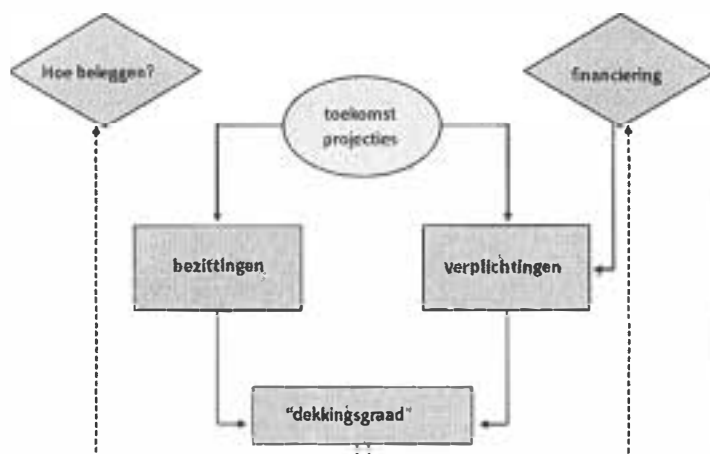 Hoe beleggen?
financiering
toekomst
projecties
bezittingen
verplichtingen
"dekkingsgraad"